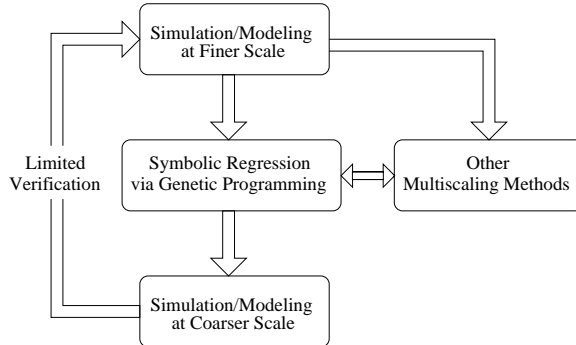 Simulation/Modeling
at Finer Scale
Limited
Verification
Symbolic Regression
via Genetic Programming
Other
Multiscaling Methods
Simulation/Modeling
at Coarser Scale